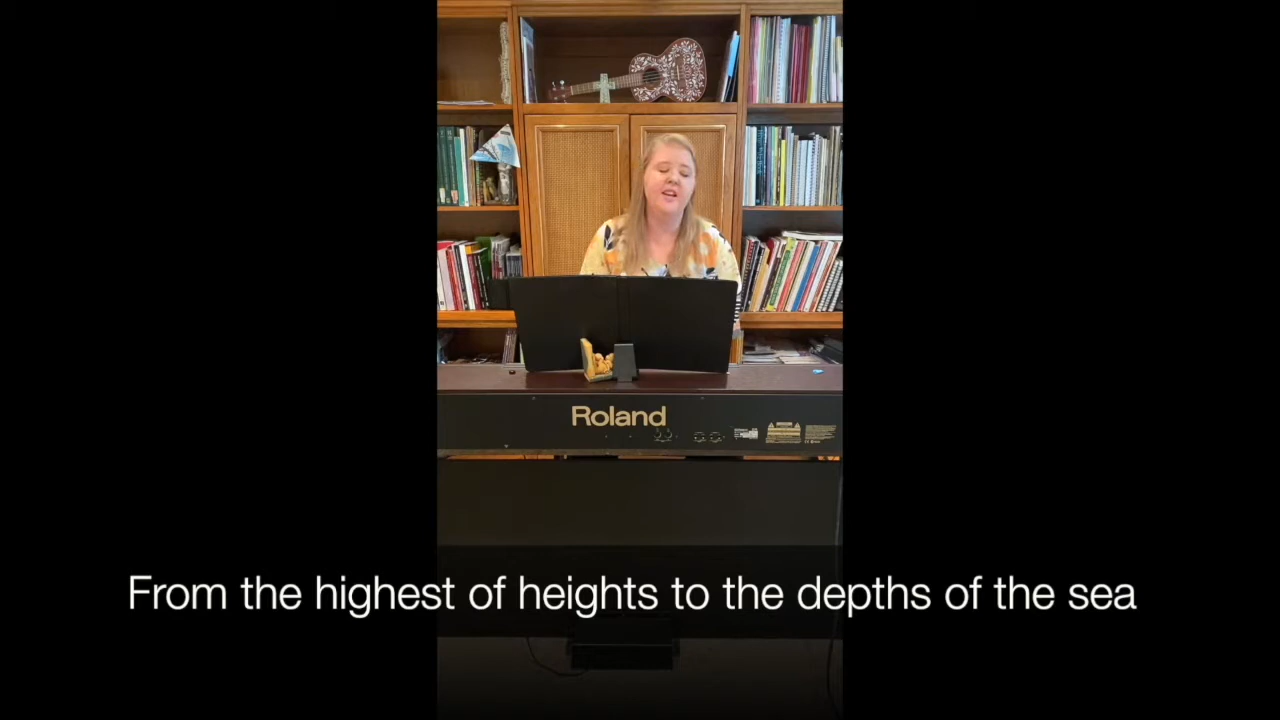 Roland
From the highest of heights to the depths of the sea